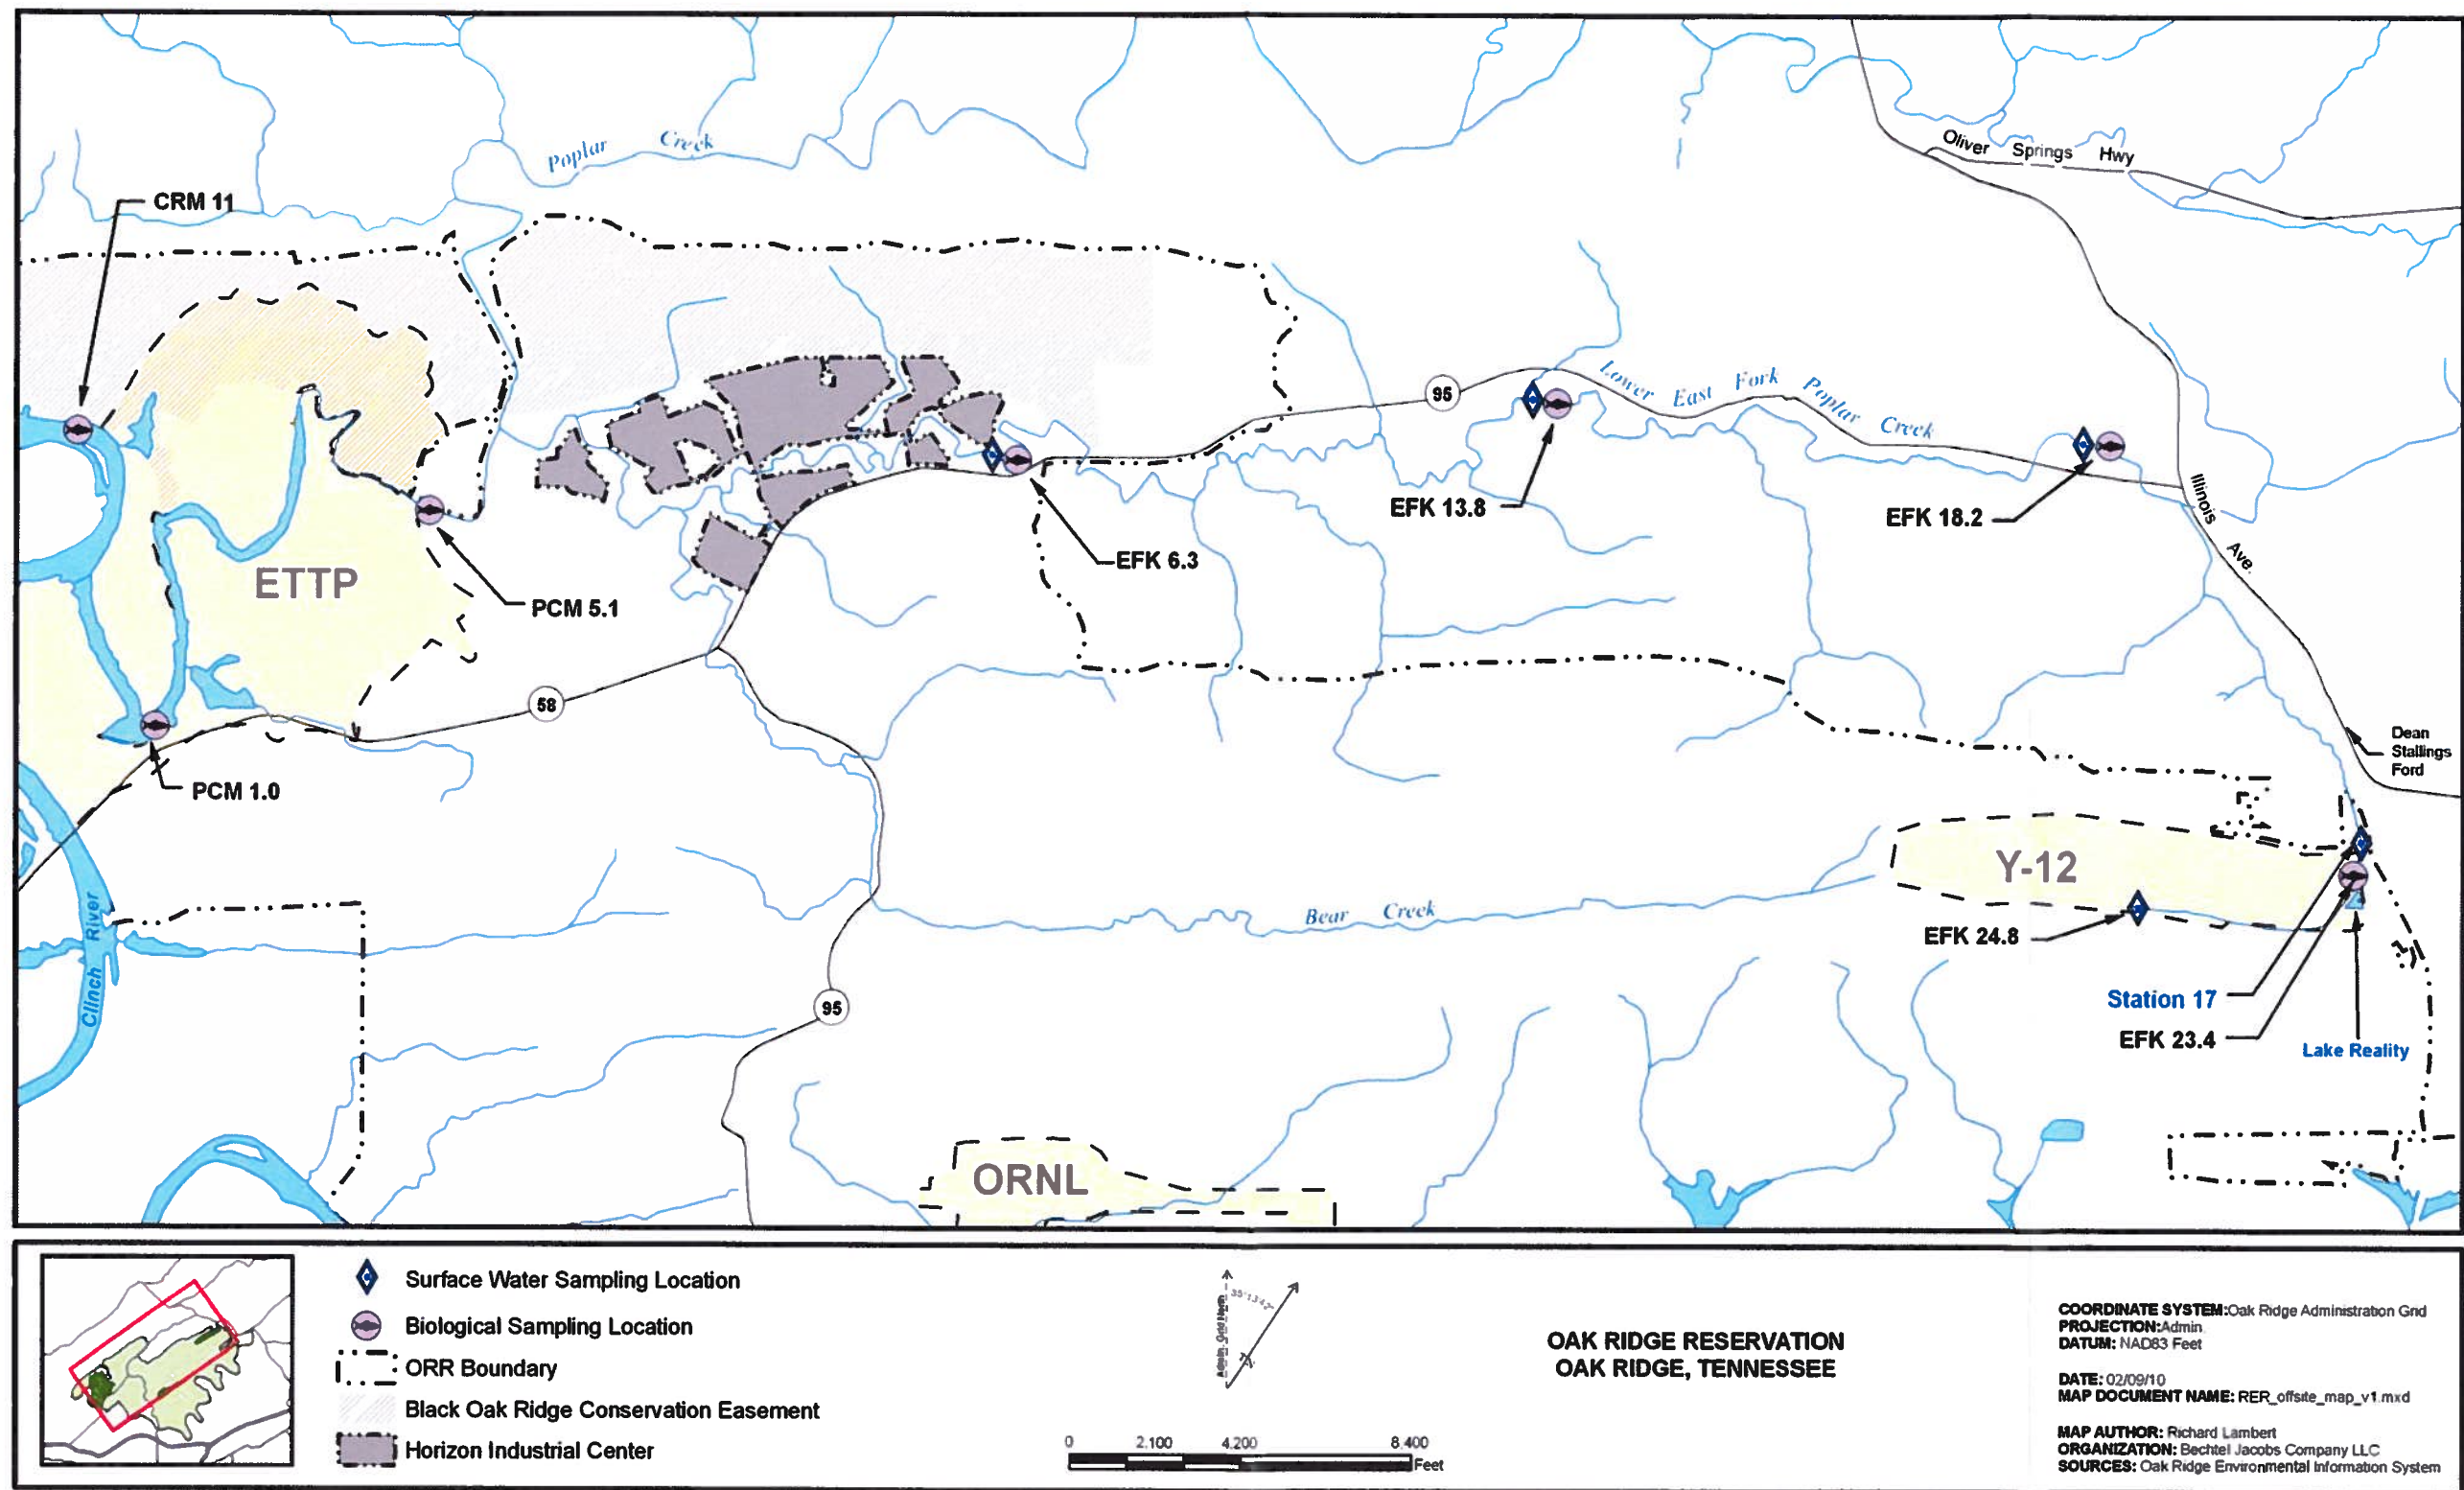 Poplar Creek
Oliver Springs Hwy
CRM 11
95
Lower East Fork Poplar Creek
EFK 13.8
EFK 18.2
Illinois Ave.
EFK 6.3
ETTP
PCM 5.1
58
Dean
Stallings
Ford
PCM 1.0
Y-12
Bear Creek
Clinch River
EFK 24.8
Station 17
95
EFK 23.4
Lake Reality
ORNL
Surface Water Sampling Location
Biological Sampling Location
ORR Boundary
Black Oak Ridge Conservation Easement
Horizon Industrial Center
Admin. Grid North
35°13'42"
N
0 2,100 4,200 8,400
Feet
OAK RIDGE RESERVATION
OAK RIDGE, TENNESSEE
COORDINATE SYSTEM:Oak Ridge Administration Grid
PROJECTION:Admin
DATUM: NAD83 Feet
DATE: 02/09/10
MAP DOCUMENT NAME: RER_offsite_map_v1.mxd
MAP AUTHOR: Richard Lambert
ORGANIZATION: Bechtel Jacobs Company LLC
SOURCES: Oak Ridge Environmental Information System